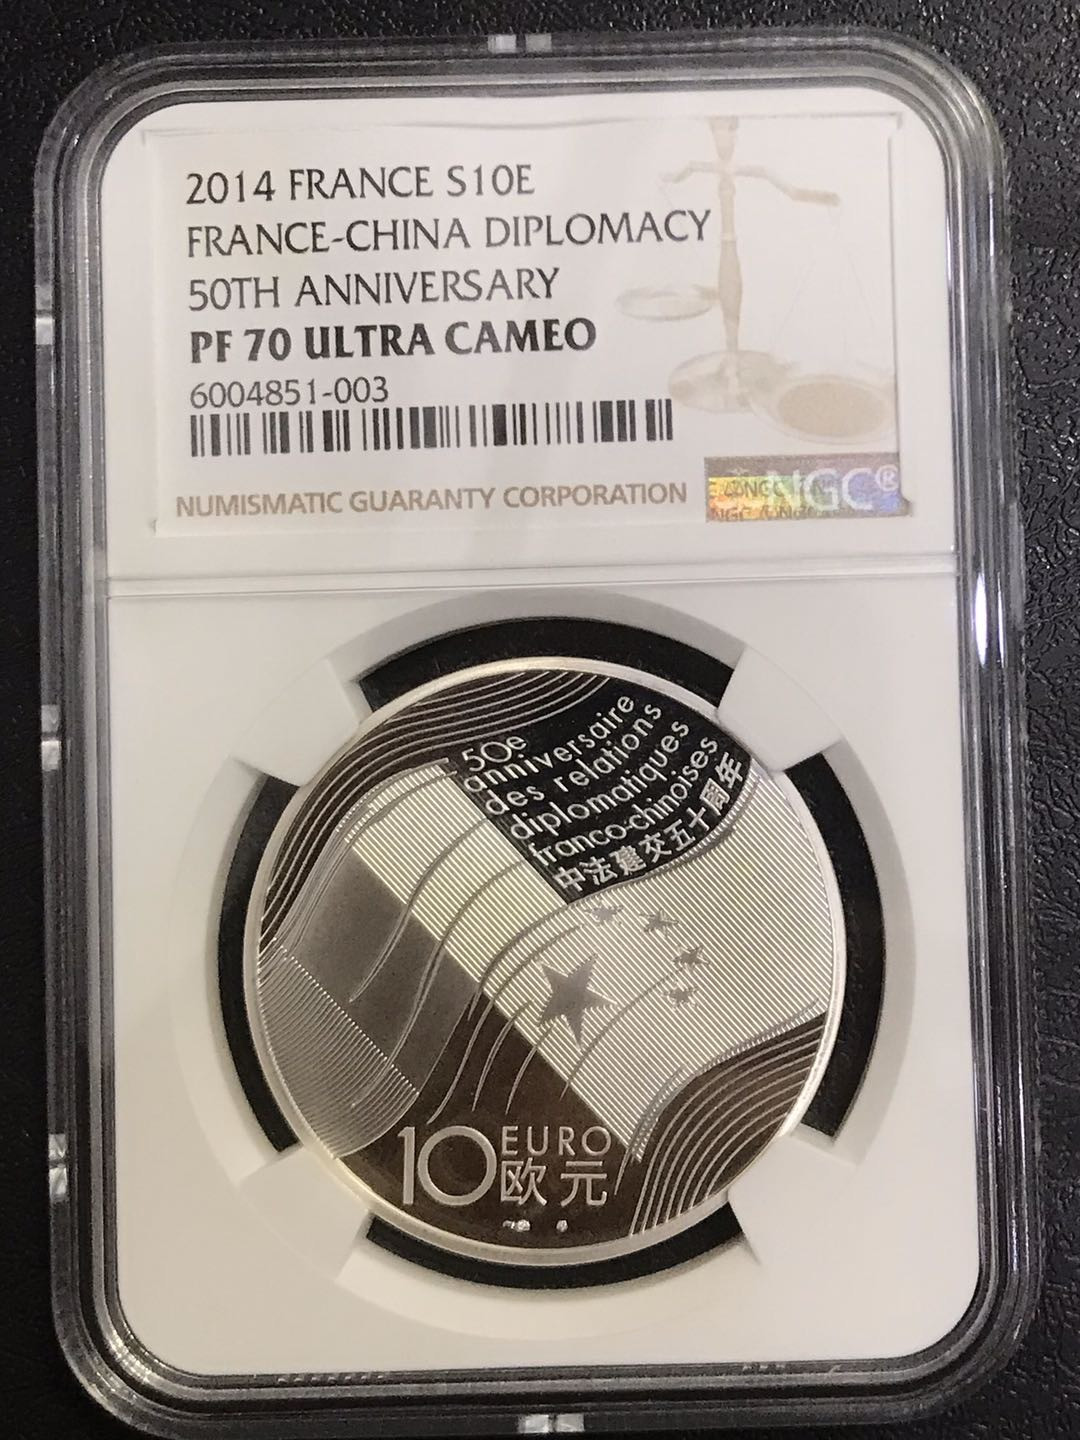 2014 FRANCE S10E
FRANCE-CHINA DIPLOMACY
50TH ANNIVERSARY
PF 70 ULTRA CAMEO
6004851-003
NUMISMATIC GUARANTY CORPORATION
NGC®
50e
anniversaire
des relations
diplomatiques
franco-chinoises
中法建交五十周年
10 EURO
欧元